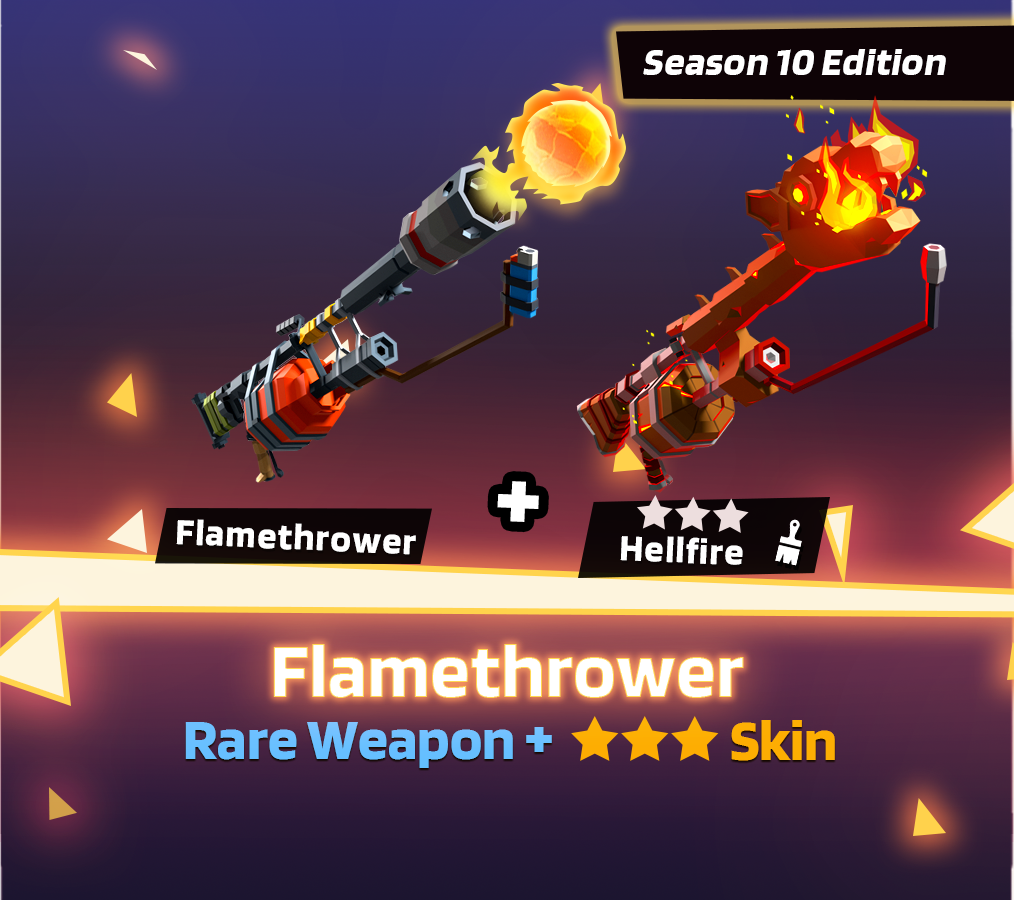 Season 10 Edition
Flamethrower
Hellfire
Flamethrower
Rare Weapon + ★★★ Skin